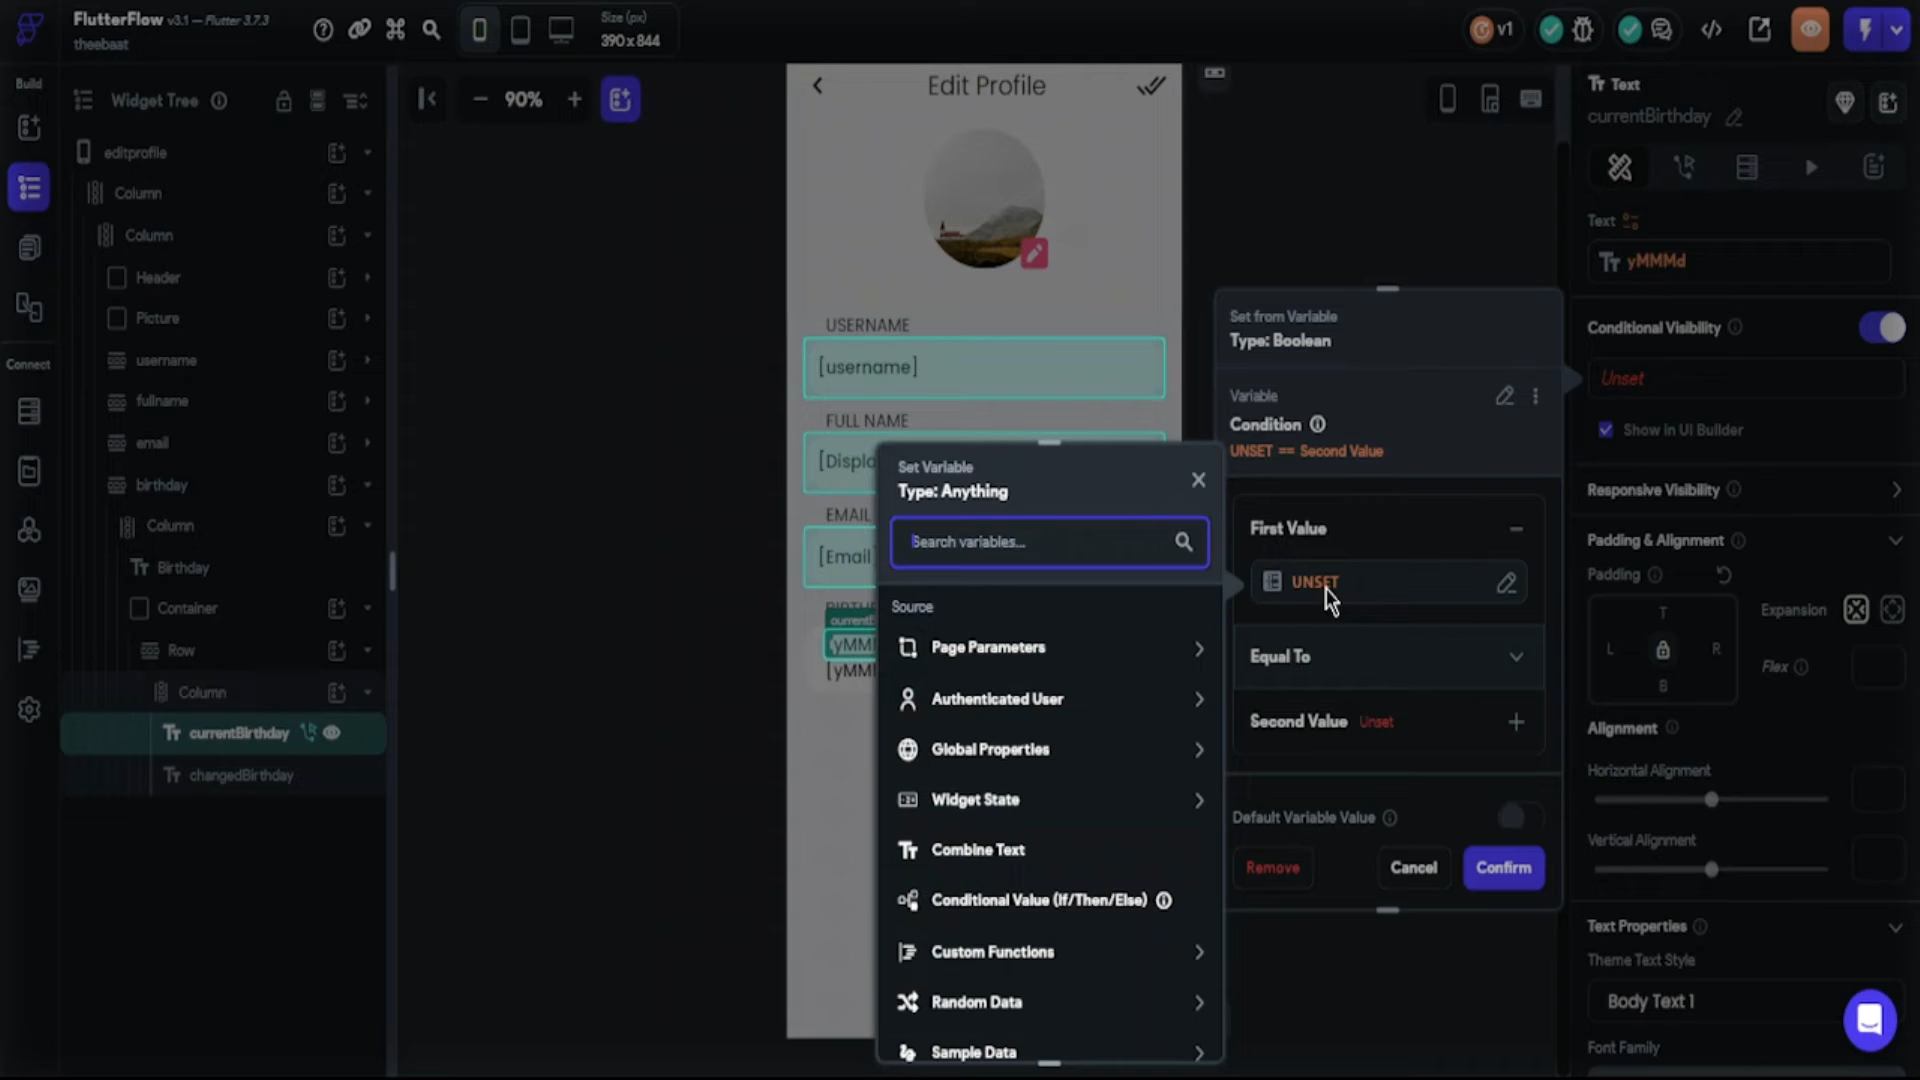 FlutterFlow v3.1 — Flutter 3.7.3
theebaat
Size (px)
390 x 844
v1
Build
Connect
Widget Tree
editprofile
Column
Column
Header
Picture
username
fullname
email
birthday
Column
Birthday
Container
Row
Column
currentBirthday
changedBirthday
90%
Edit Profile
USERNAME
[username]
FULL NAME
[Displa
EMAIL
[Email
[yMM
Set Variable
Type: Anything
Search variables...
Source
Page Parameters
Authenticated User
Global Properties
Widget State
Combine Text
Conditional Value (If/Then/Else)
Custom Functions
Random Data
Sample Data
Set from Variable
Type: Boolean
Variable
Condition
UNSET == Second Value
First Value
UNSET
Equal To
Second Value Unset
Default Variable Value
Remove
Cancel
Confirm
Text
currentBirthday
Text
yMMMd
Conditional Visibility
Unset
Show in UI Builder
Responsive Visibility
Padding & Alignment
Padding
Expansion
T
L
R
B
Flex
Alignment
Horizontal Alignment
Vertical Alignment
Text Properties
Theme Text Style
Body Text 1
Font Family